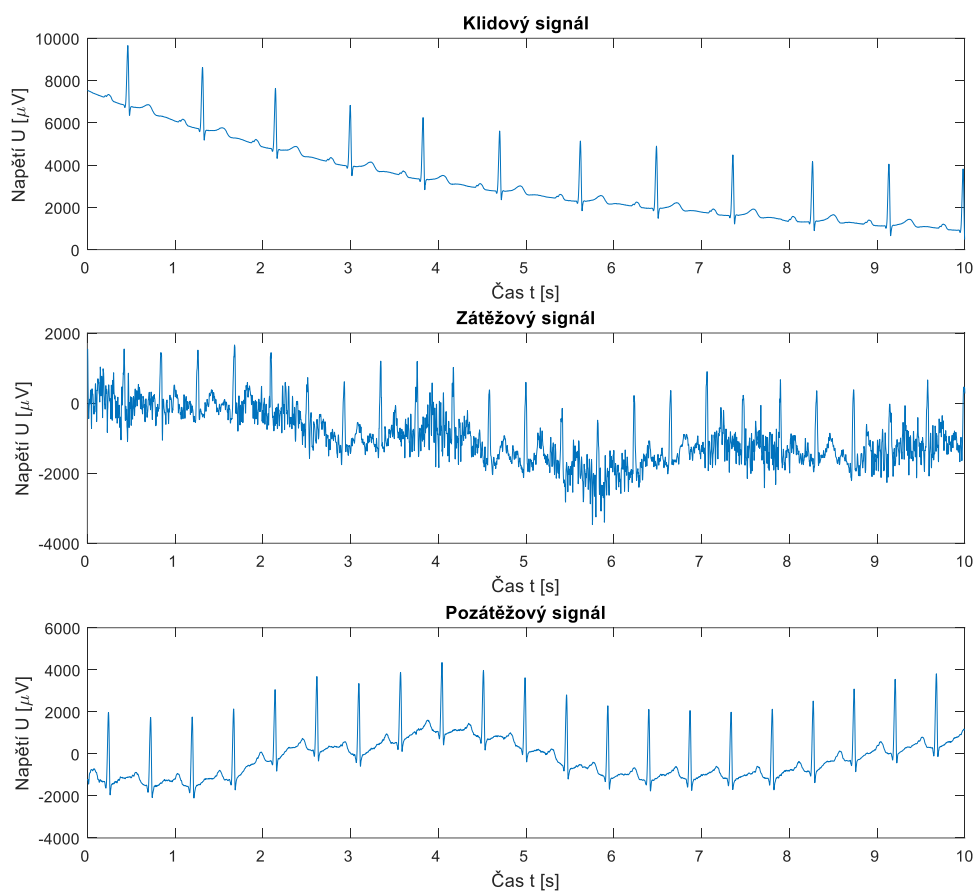 Klidový signál
Napětí U [μV]
10000
8000
6000
4000
2000
0
0 1 2 3 4 5 6 7 8 9 10
Čas t [s]
Zátěžový signál
Napětí U [μV]
2000
0
-2000
-4000
0 1 2 3 4 5 6 7 8 9 10
Čas t [s]
Pozátěžový signál
Napětí U [μV]
6000
4000
2000
0
-2000
-4000
0 1 2 3 4 5 6 7 8 9 10
Čas t [s]